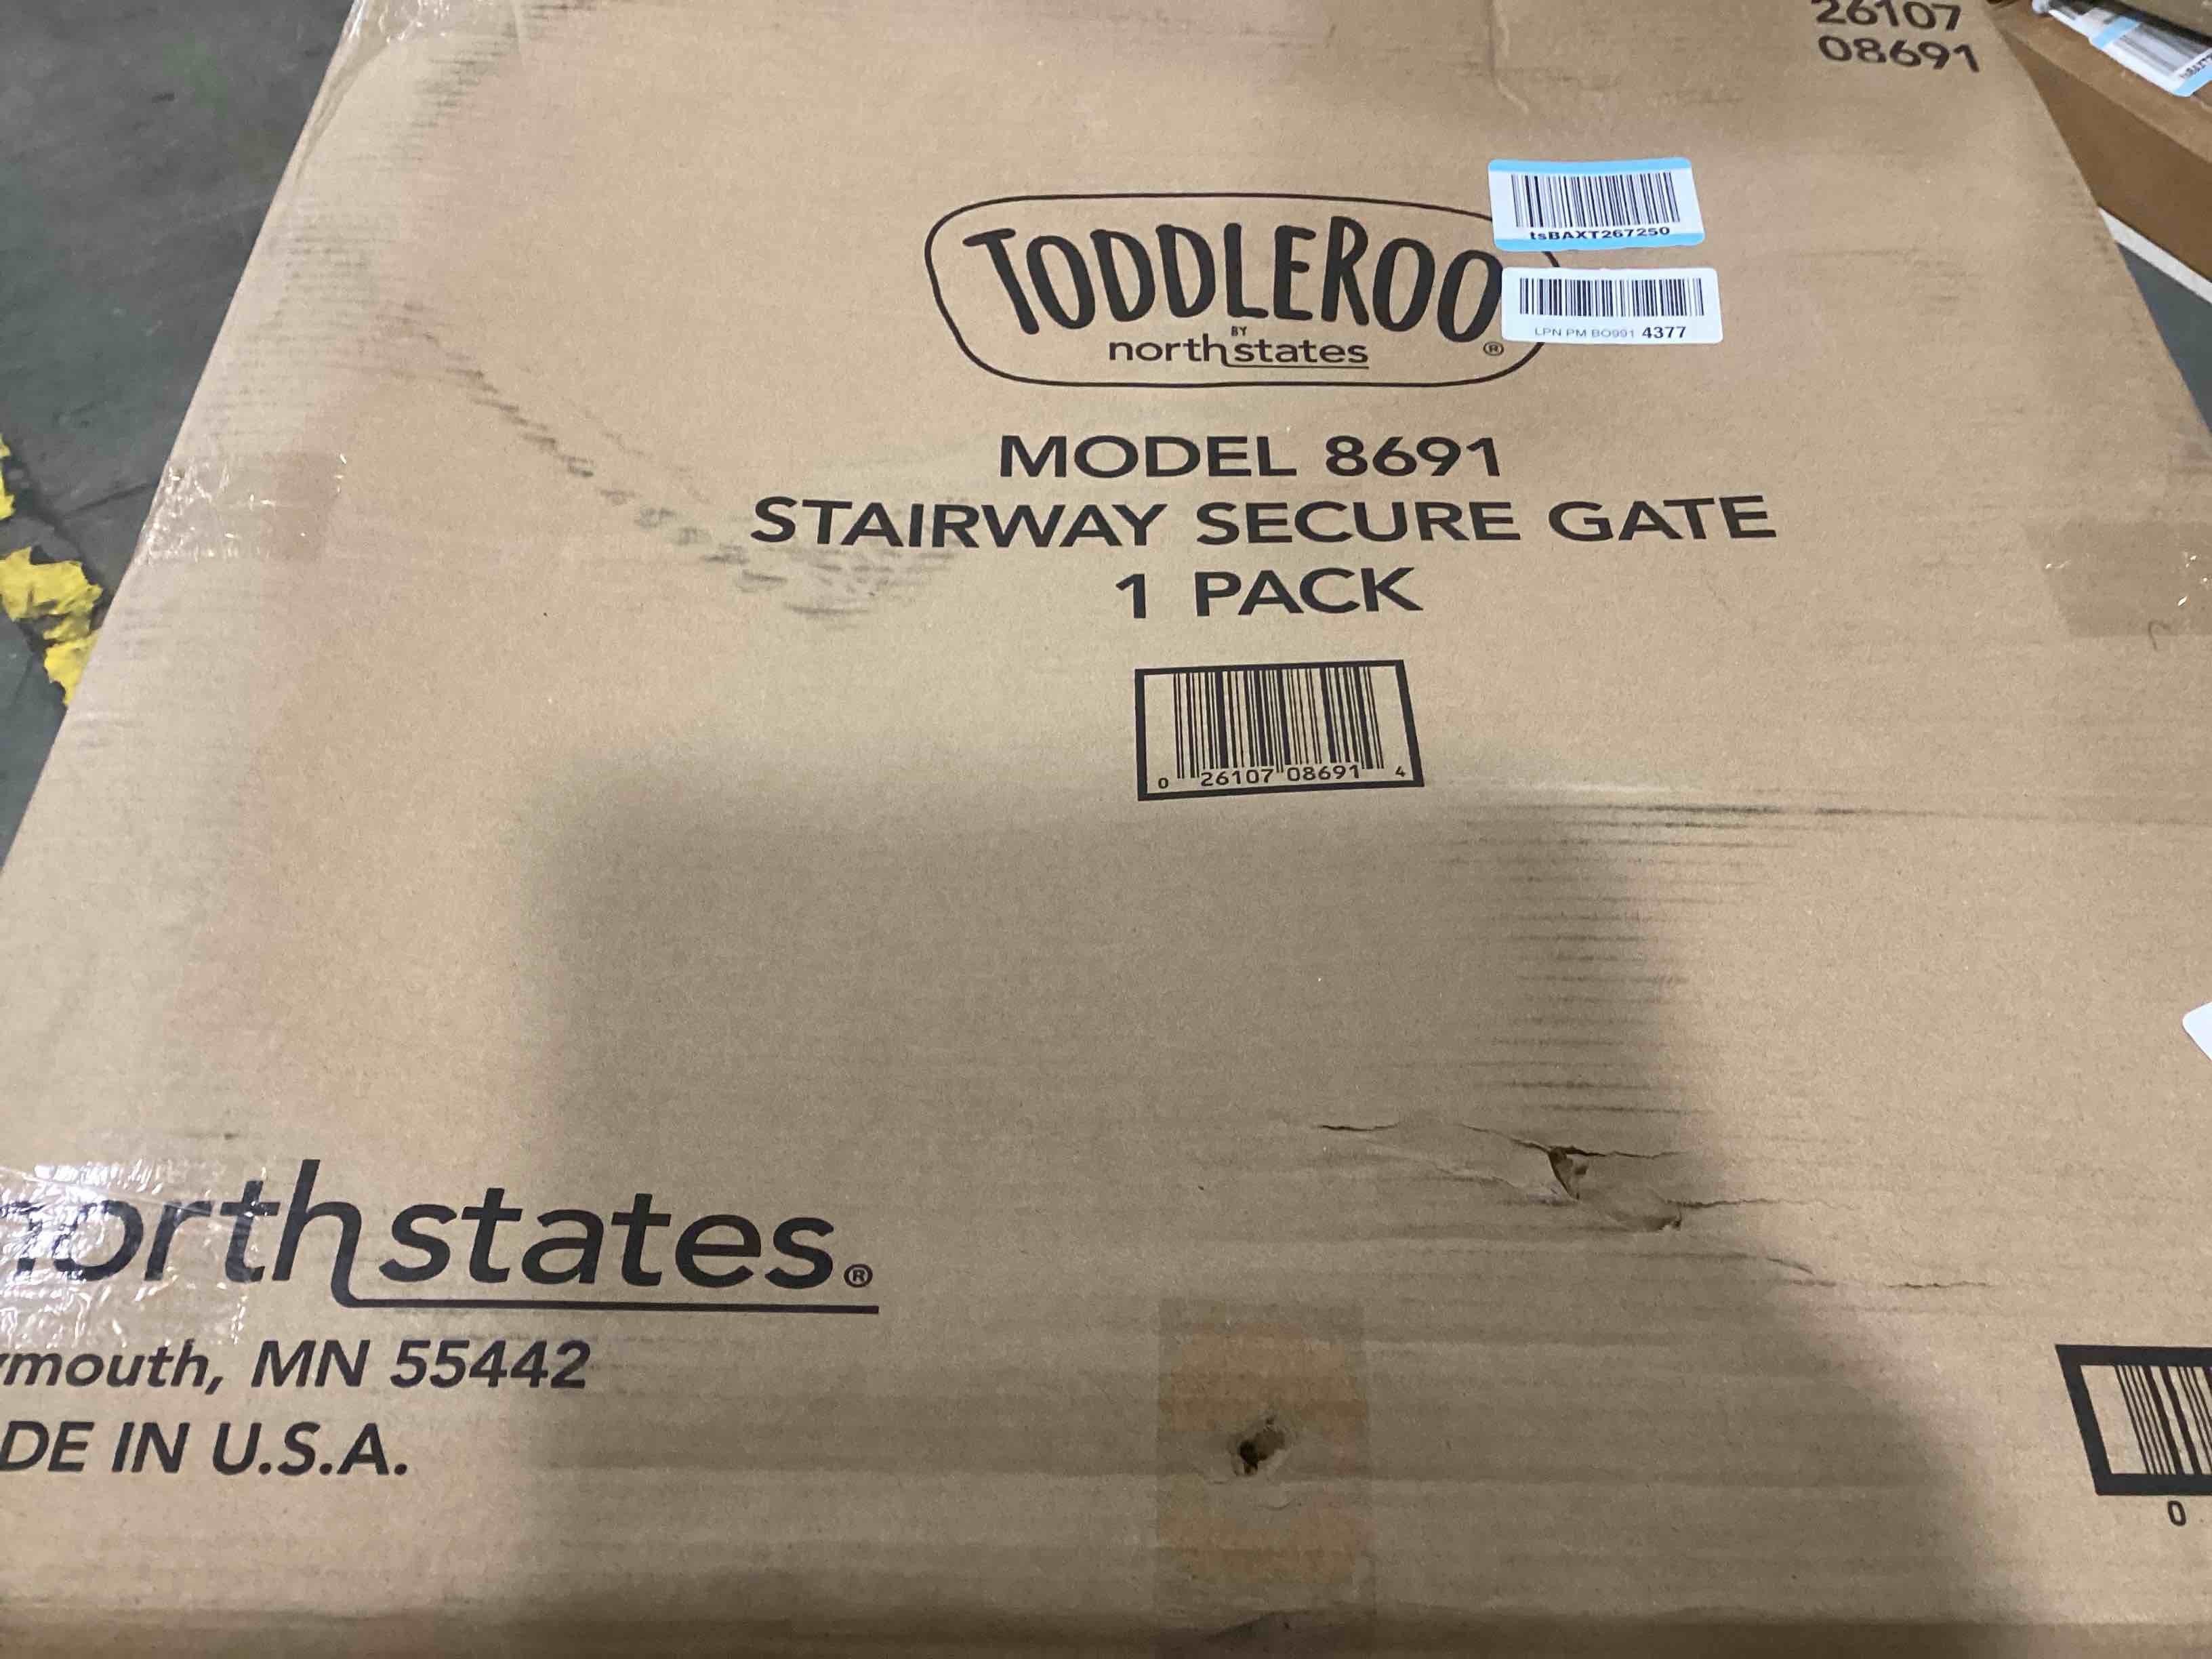 26107
08691
tsBAXT267250
TODDLEROO
BY
northstates
®
LPN PM BO991 4377
MODEL 8691
STAIRWAY SECURE GATE
1 PACK
0 26107 08691 4
northstates®
mouth, MN 55442
DE IN U.S.A.
0